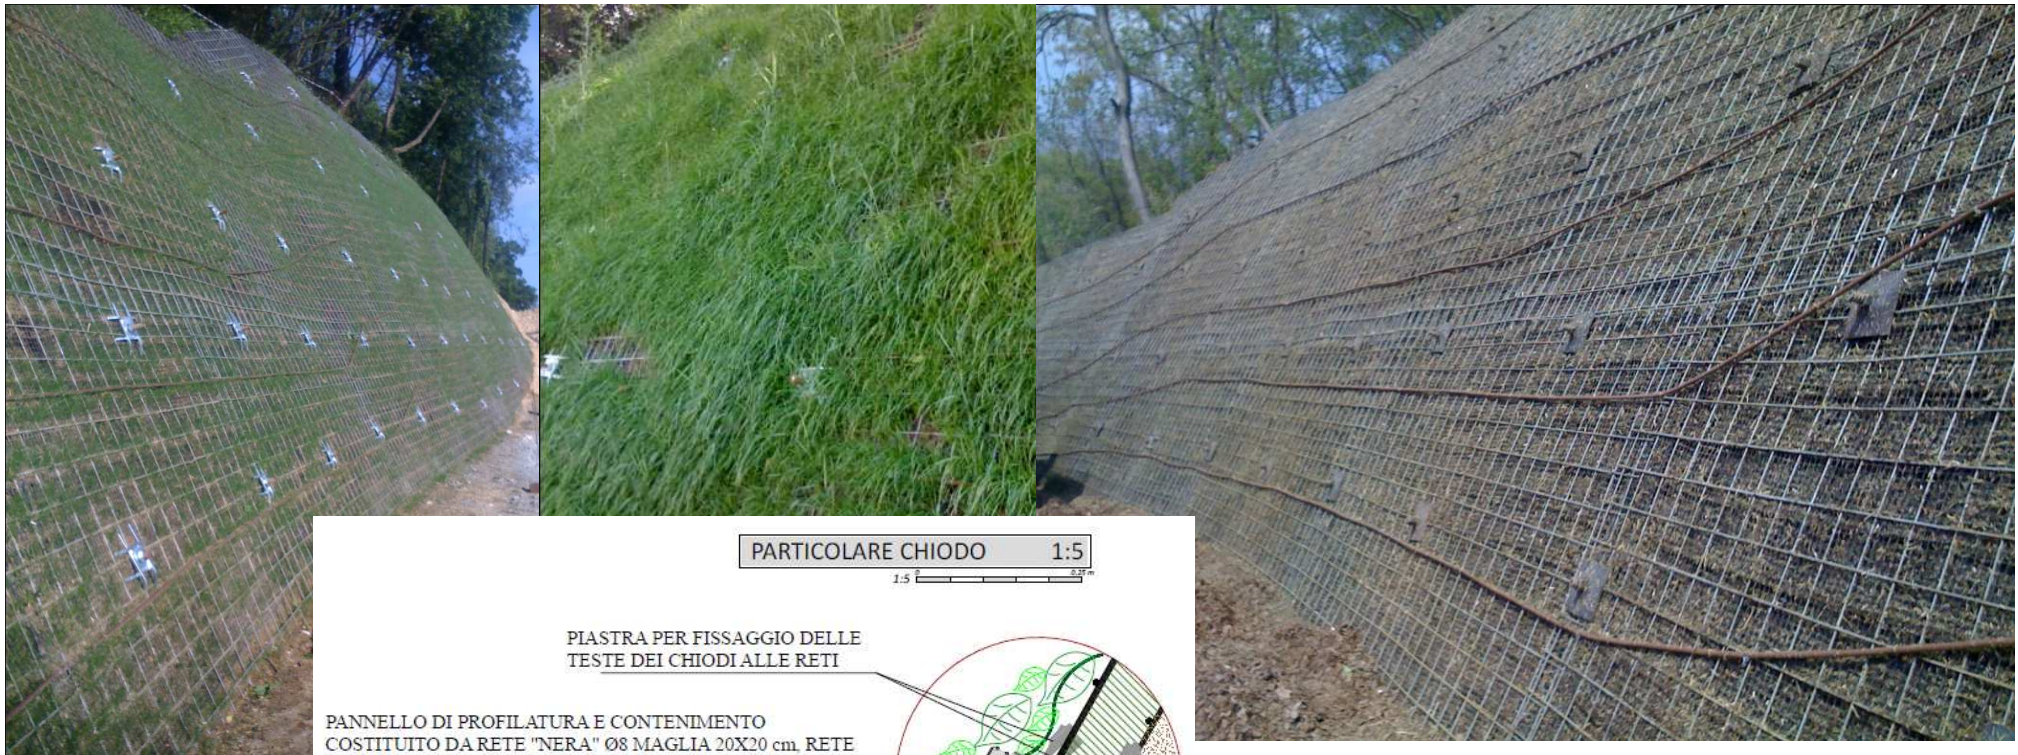 PARTICOLARE CHIODO 1:5
1:5 0 0,25 m
PIASTRA PER FISSAGGIO DELLE
TESTE DEI CHIODI ALLE RETI
PANNELLO DI PROFILATURA E CONTENIMENTO
COSTITUITO DA RETE "NERA" Ø8 MAGLIA 20X20 cm, RETE